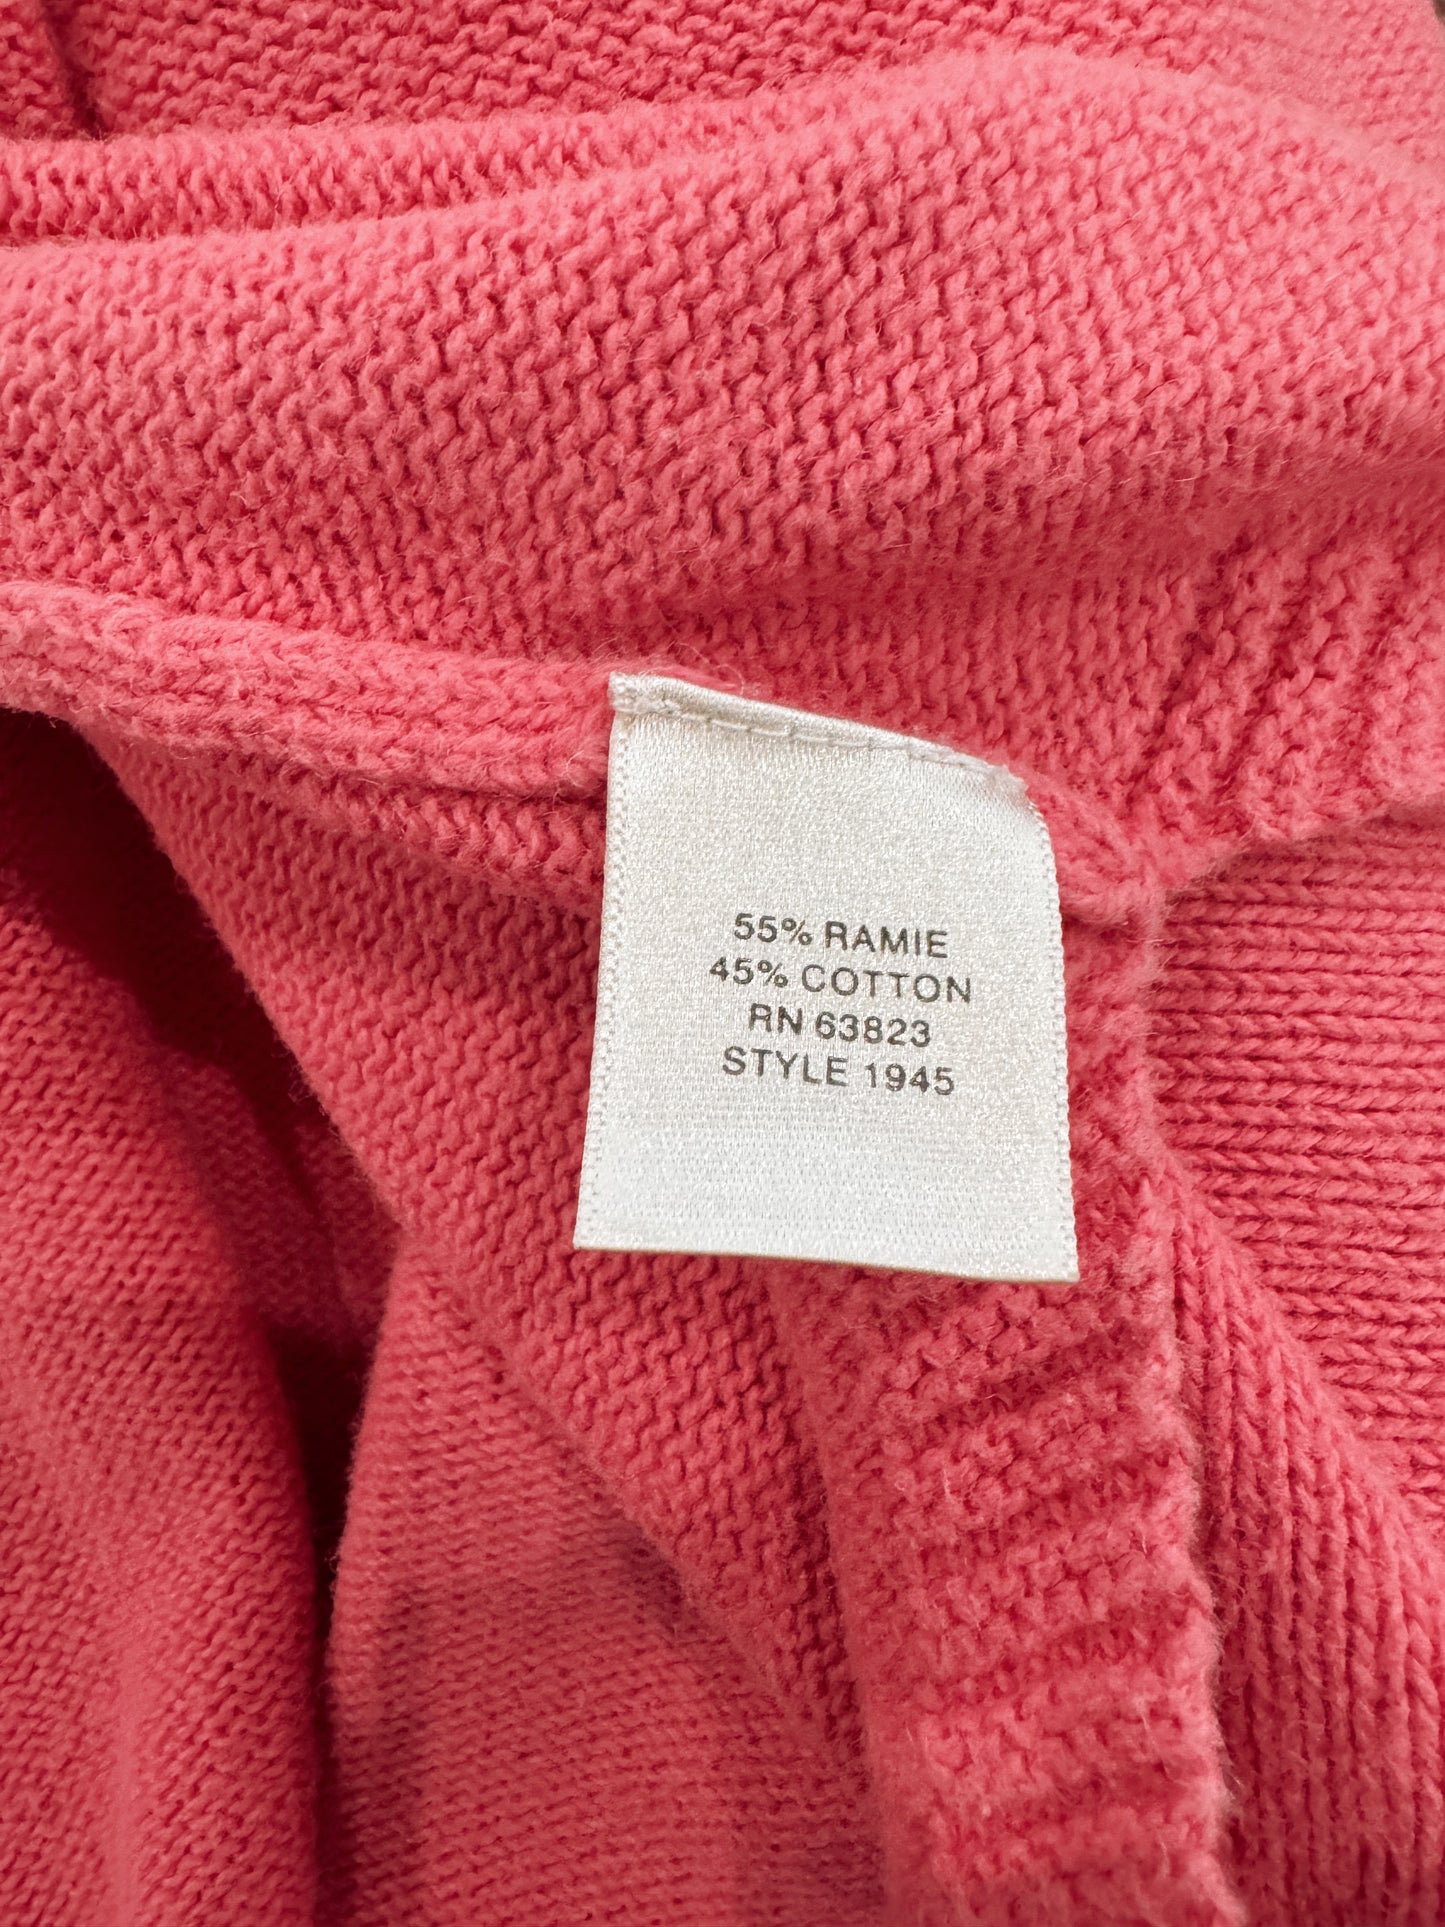 55% RAMIE
45% COTTON
RN 63823
STYLE 1945